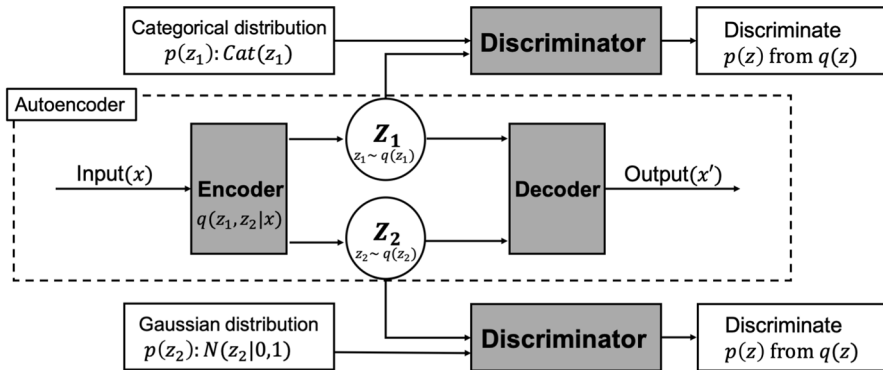 Categorical distribution
p(z₁): Cat(z₁)
Discriminator
Discriminate
p(z) from q(z)
Autoencoder
Input(x)
Encoder
q(z₁, z₂|x)
Z₁
z₁~ q(z₁)
Z₂
z₂~ q(z₂)
Decoder
Output(x′)
Gaussian distribution
p(z₂): N(z₂|0,1)
Discriminator
Discriminate
p(z) from q(z)